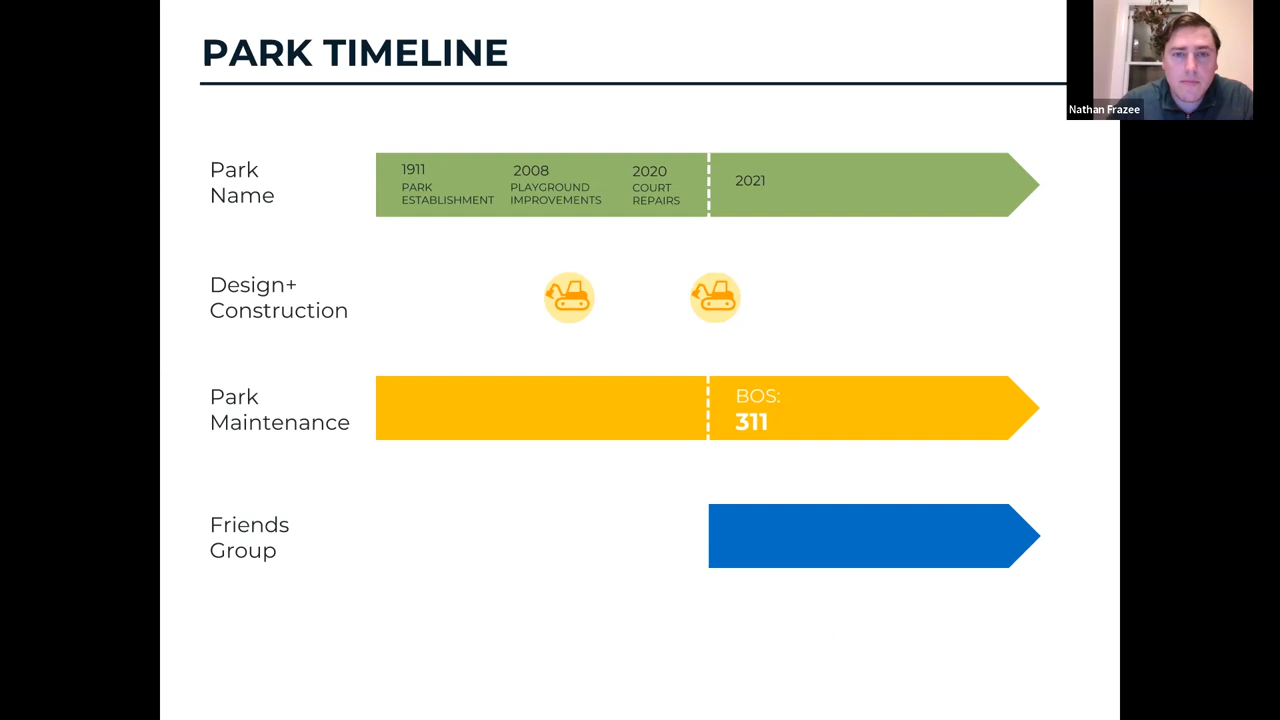 PARK TIMELINE
Nathan Frazee
Park
Name
1911
PARK
ESTABLISHMENT
2008
PLAYGROUND
IMPROVEMENTS
2020
COURT
REPAIRS
2021
Design+
Construction
Park
Maintenance
BOS:
311
Friends
Group